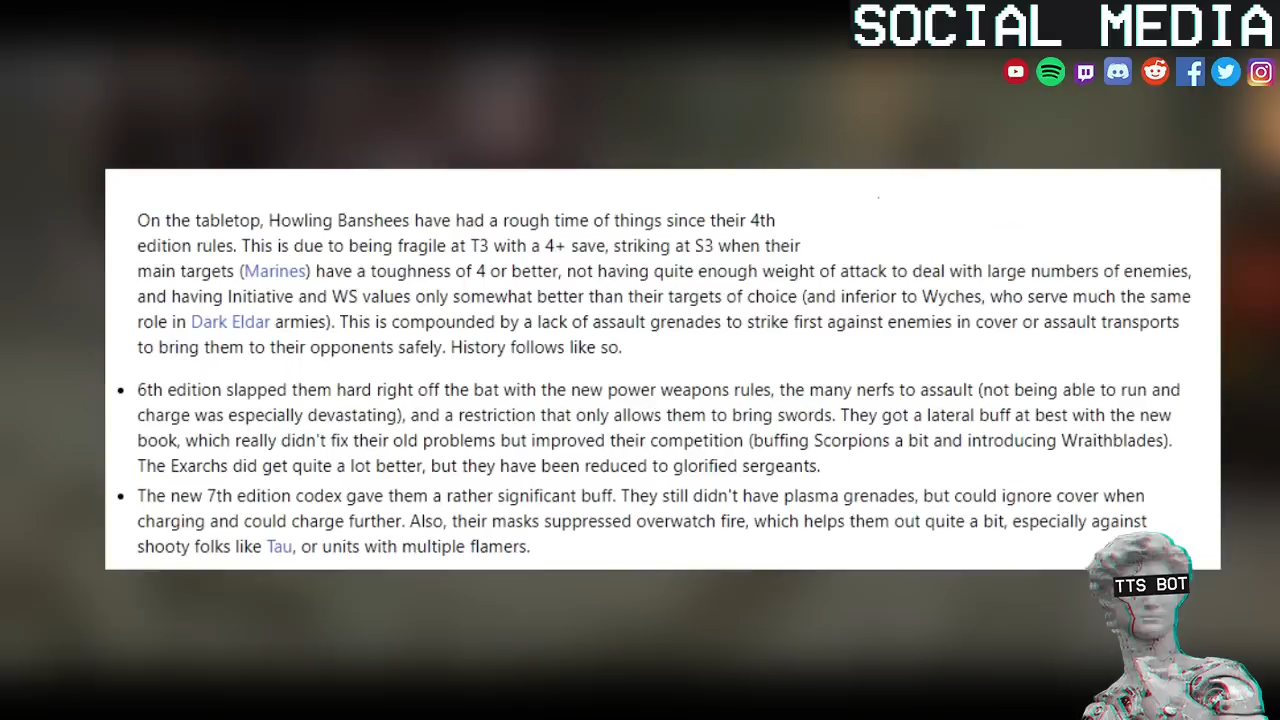 SOCIAL MEDIA
On the tabletop, Howling Banshees have had a rough time of things since their 4th
edition rules. This is due to being fragile at T3 with a 4+ save, striking at S3 when their
main targets (Marines) have a toughness of 4 or better, not having quite enough weight of attack to deal with large numbers of enemies,
and having Initiative and WS values only somewhat better than their targets of choice (and inferior to Wyches, who serve much the same
role in Dark Eldar armies). This is compounded by a lack of assault grenades to strike first against enemies in cover or assault transports
to bring them to their opponents safely. History follows like so.
• 6th edition slapped them hard right off the bat with the new power weapons rules, the many nerfs to assault (not being able to run and
charge was especially devastating), and a restriction that only allows them to bring swords. They got a lateral buff at best with the new
book, which really didn't fix their old problems but improved their competition (buffing Scorpions a bit and introducing Wraithblades).
The Exarchs did get quite a lot better, but they have been reduced to glorified sergeants.
• The new 7th edition codex gave them a rather significant buff. They still didn't have plasma grenades, but could ignore cover when
charging and could charge further. Also, their masks suppressed overwatch fire, which helps them out quite a bit, especially against
shooty folks like Tau, or units with multiple flamers.
TTS BOT